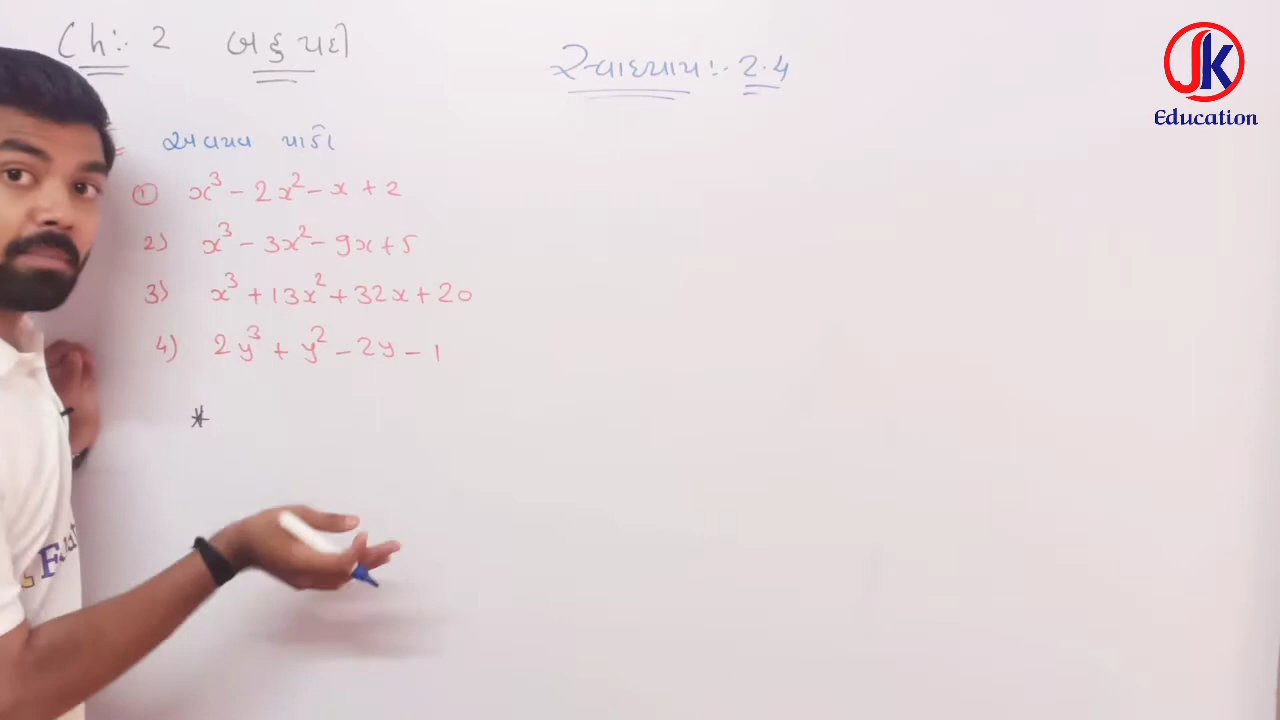 Ch :- 2 બહુપદી
સ્વાધ્યાય :- 2.4
JK
Education
અવયવ પાડો
① x³ - 2x² - x + 2
2) x³ - 3x² - 9x + 5
3) x³ + 13x² + 32x + 20
4) 2y³ + y² - 2y - 1
*